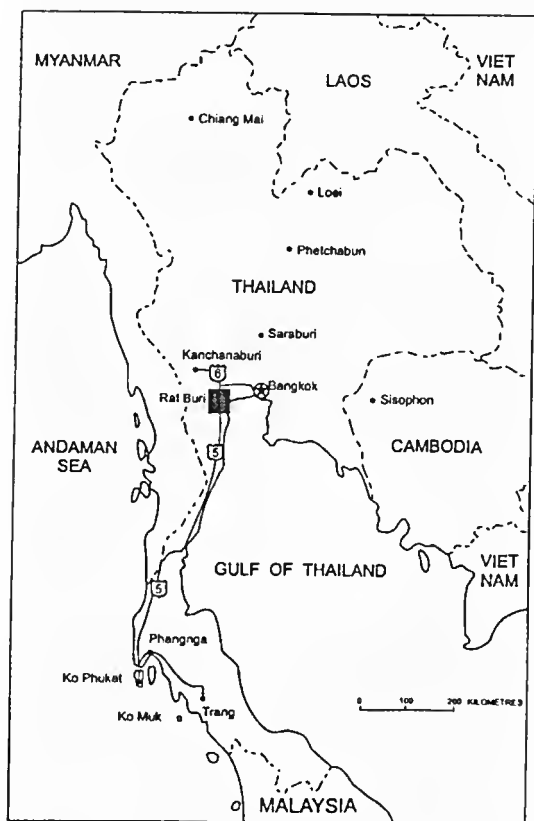 MYANMAR
LAOS
VIET
NAM
Chiang Mai
Loei
Phetchabun
THAILAND
Saraburi
Kanchanaburi
6
Bangkok
Rat Buri
Sisophon
ANDAMAN
SEA
CAMBODIA
5
GULF OF THAILAND
VIET
NAM
5
Phangnga
Ko Phuket
Ko Muk
Trang
0 100 200 KILOMETRES
MALAYSIA